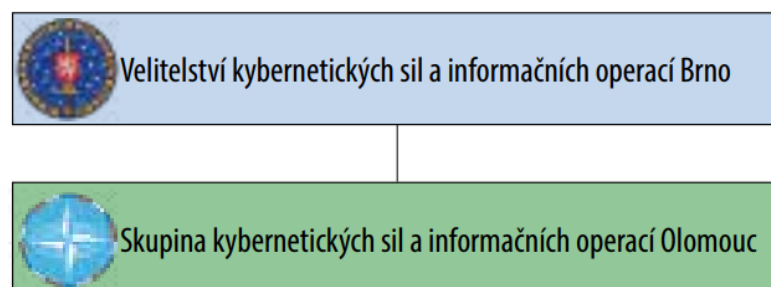 Velitelství kybernetických sil a informačních operací Brno
Skupina kybernetických sil a informačních operací Olomouc